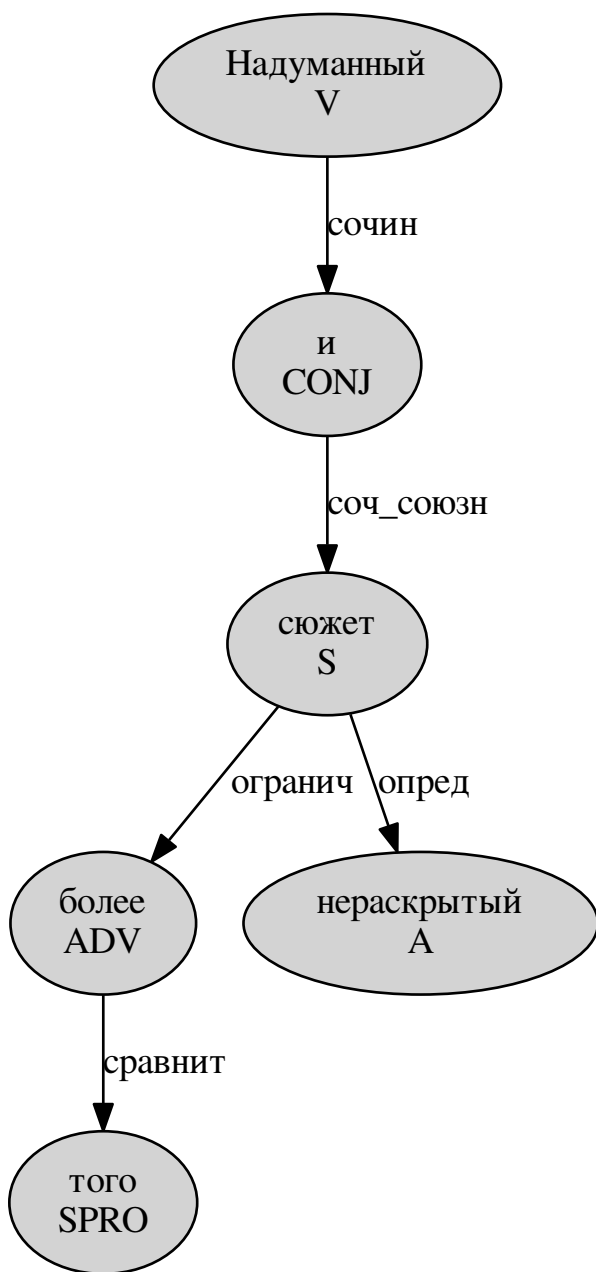 Надуманный
V
сочин
и
CONJ
соч_союзн
сюжет
S
огранич
опред
более
ADV
нераскрытый
A
сравнит
того
SPRO